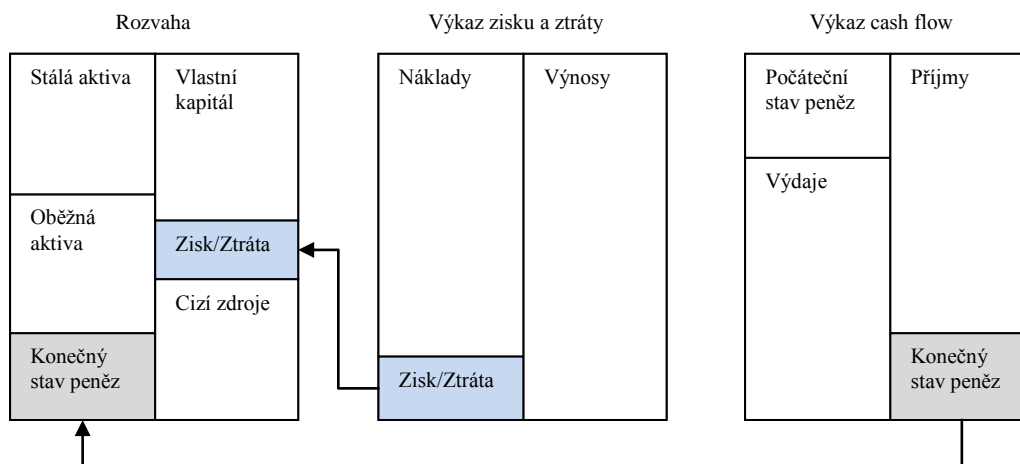 Rozvaha
Výkaz zisku a ztráty
Výkaz cash flow
Stálá aktiva
Vlastní
kapitál
Oběžná
aktiva
Zisk/Ztráta
Cizí zdroje
Konečný
stav peněz
Náklady
Výnosy
Zisk/Ztráta
Počáteční
stav peněz
Příjmy
Výdaje
Konečný
stav peněz